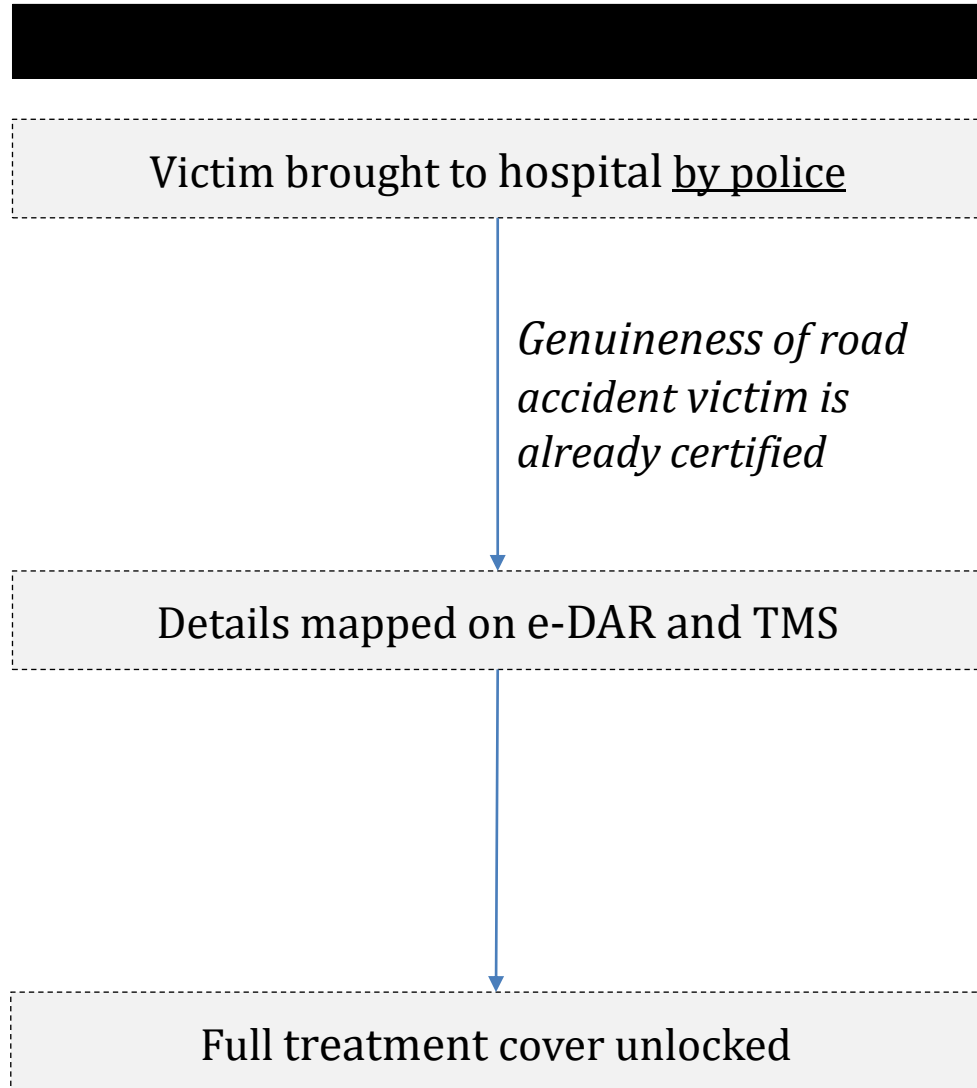 Victim brought to hospital by police
Genuineness of road
accident victim is
already certified
Details mapped on e-DAR and TMS
Full treatment cover unlocked